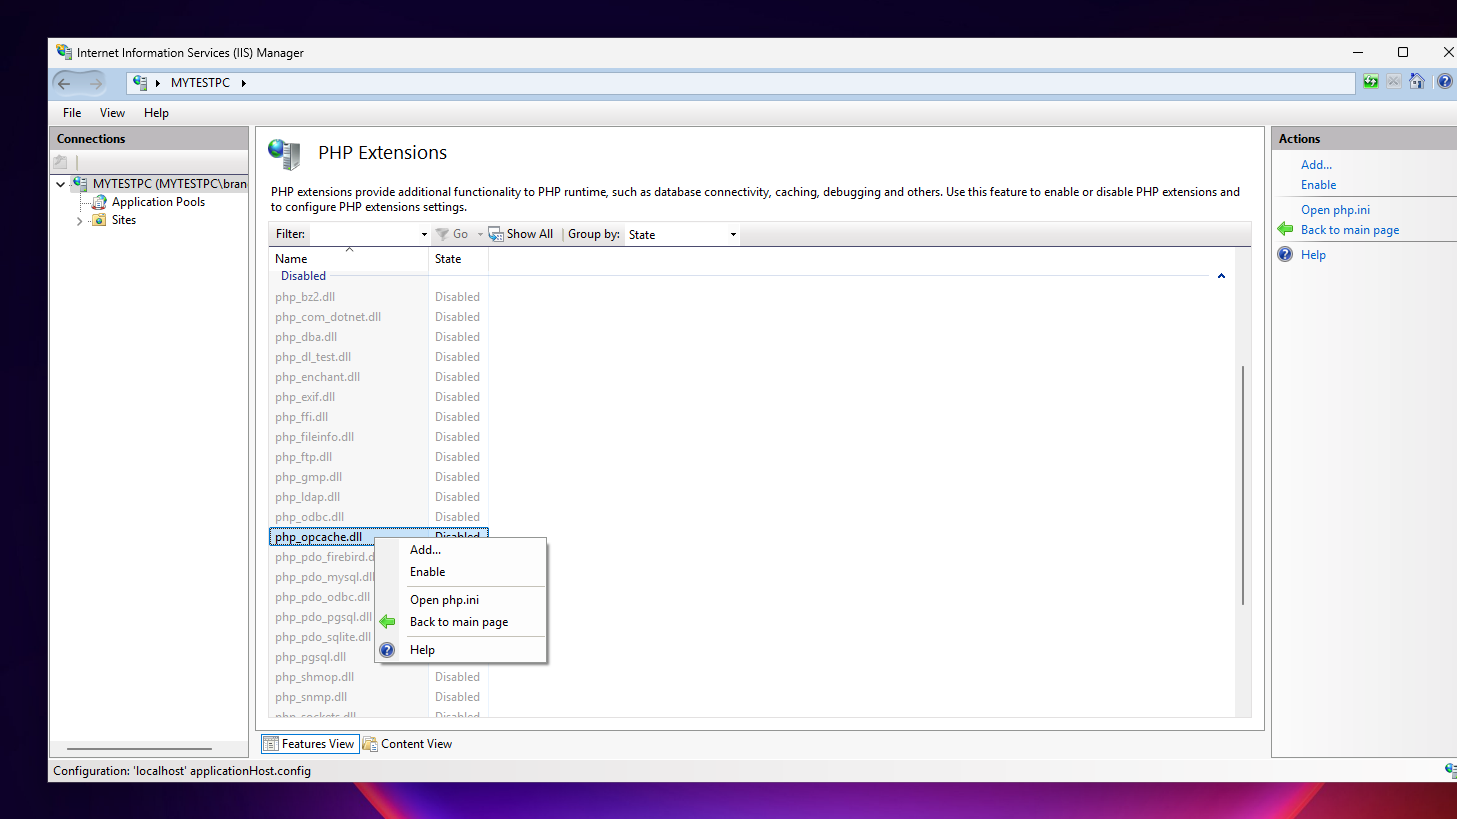 Internet Information Services (IIS) Manager
MYTESTPC
File View Help
Connections
MYTESTPC (MYTESTPC\bran
Application Pools
Sites
PHP Extensions
PHP extensions provide additional functionality to PHP runtime, such as database connectivity, caching, debugging and others. Use this feature to enable or disable PHP extensions and
to configure PHP extensions settings.
Filter: Go Show All Group by: State
Name State
Disabled
php_bz2.dll Disabled
php_com_dotnet.dll Disabled
php_dba.dll Disabled
php_dl_test.dll Disabled
php_enchant.dll Disabled
php_exif.dll Disabled
php_ffi.dll Disabled
php_fileinfo.dll Disabled
php_ftp.dll Disabled
php_gmp.dll Disabled
php_ldap.dll Disabled
php_odbc.dll Disabled
php_opcache.dll Disabled
php_pdo_firebird.d
php_pdo_mysql.dll
php_pdo_odbc.dll
php_pdo_pgsql.dll
php_pdo_sqlite.dll
php_pgsql.dll
php_shmop.dll Disabled
php_snmp.dll Disabled
php_sockets.dll Disabled
Add...
Enable
Open php.ini
Back to main page
Help
Features View Content View
Actions
Add...
Enable
Open php.ini
Back to main page
Help
Configuration: 'localhost' applicationHost.config